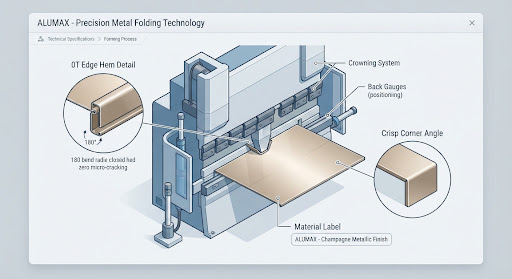 ALUMAX - Precision Metal Folding Technology
Technical Specifications > Forming Process
0T Edge Hem Detail
180°
180 bend radie closed hed
zero micro-cracking
Crowning System
Back Gauges
(positioning)
Crisp Corner Angle
Material Label
ALUMAX - Champagne Metallic Finish